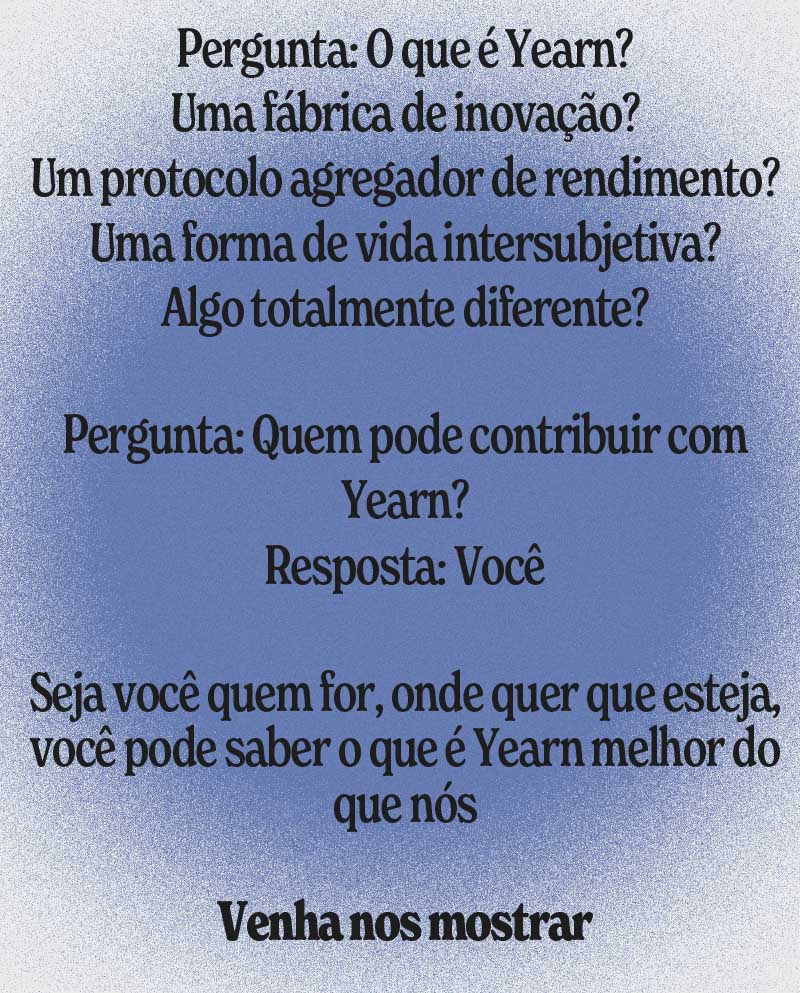 Pergunta: O que é Yearn?
Uma fábrica de inovação?
Um protocolo agregador de rendimento?
Uma forma de vida intersubjetiva?
Algo totalmente diferente?
Pergunta: Quem pode contribuir com
Yearn?
Resposta: Você
Seja você quem for, onde quer que esteja,
você pode saber o que é Yearn melhor do
que nós
Venha nos mostrar